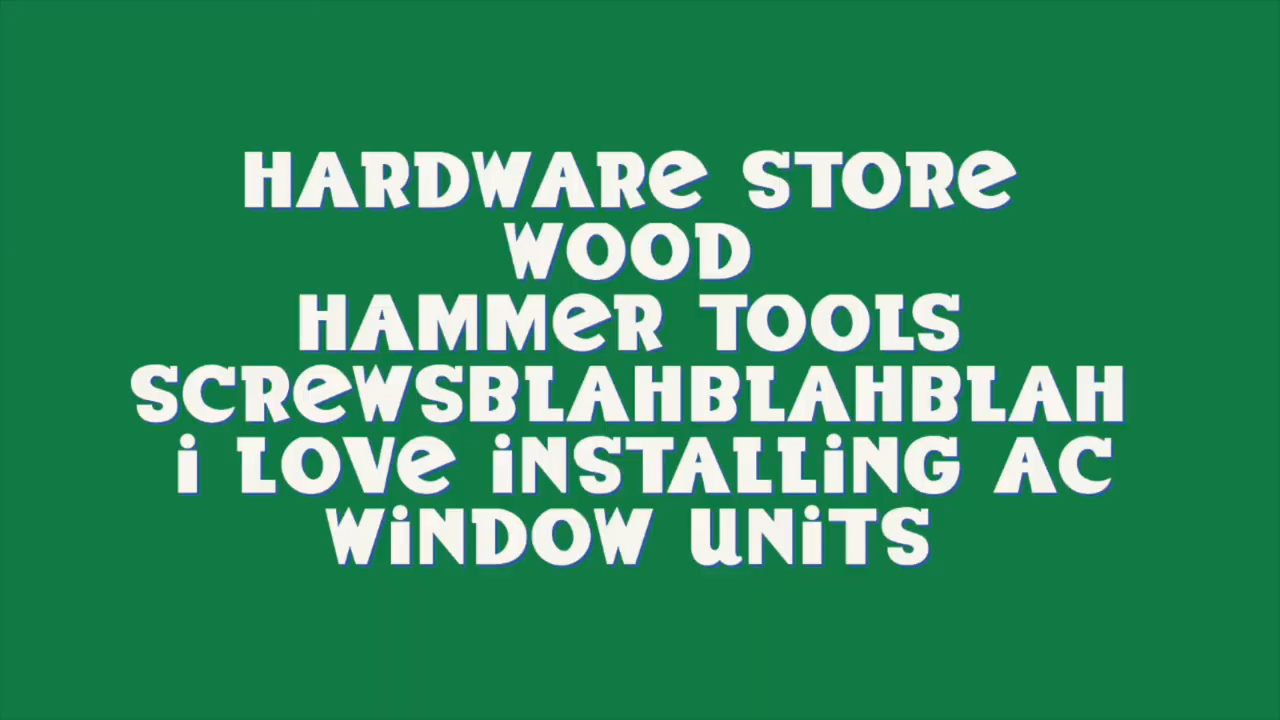 HARDWARE STORE
WOOD
HAMMER TOOLS
SCREWSBLAHBLAHBLAH
i LOVE iNSTALLiNG AC
WiNDOW UNiTS